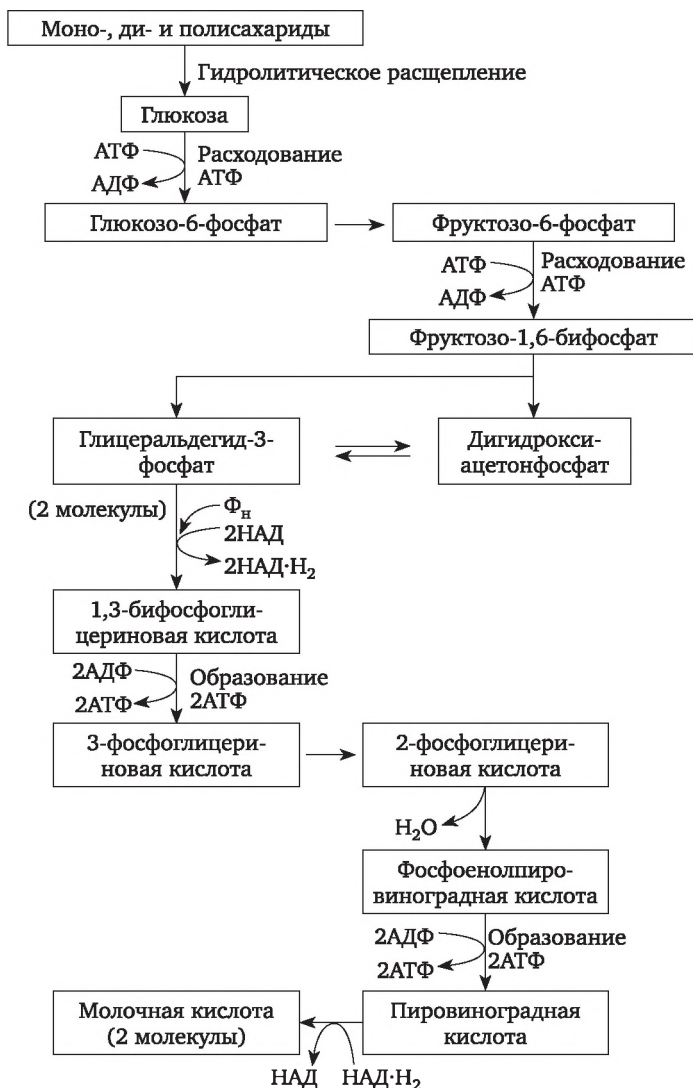 Моно-, ди- и полисахариды
Гидролитическое расщепление
Глюкоза
АТФ
АДФ
Расходование
АТФ
Глюкозо-6-фосфат
Фруктозо-6-фосфат
АТФ
АДФ
Расходование
АТФ
Фруктозо-1,6-бифосфат
Глицеральдегид-3-
фосфат
Дигидрокси-
ацетонфосфат
(2 молекулы)
Фн
2НАД
2НАД·H2
1,3-бифосфогли-
цериновая кислота
2АДФ
2АТФ
Образование
2АТФ
3-фосфоглицери-
новая кислота
2-фосфоглицери-
новая кислота
H2O
Фосфоенолпиро-
виноградная кислота
2АДФ
2АТФ
Образование
2АТФ
Молочная кислота
(2 молекулы)
Пировиноградная
кислота
НАД
НАД·H2